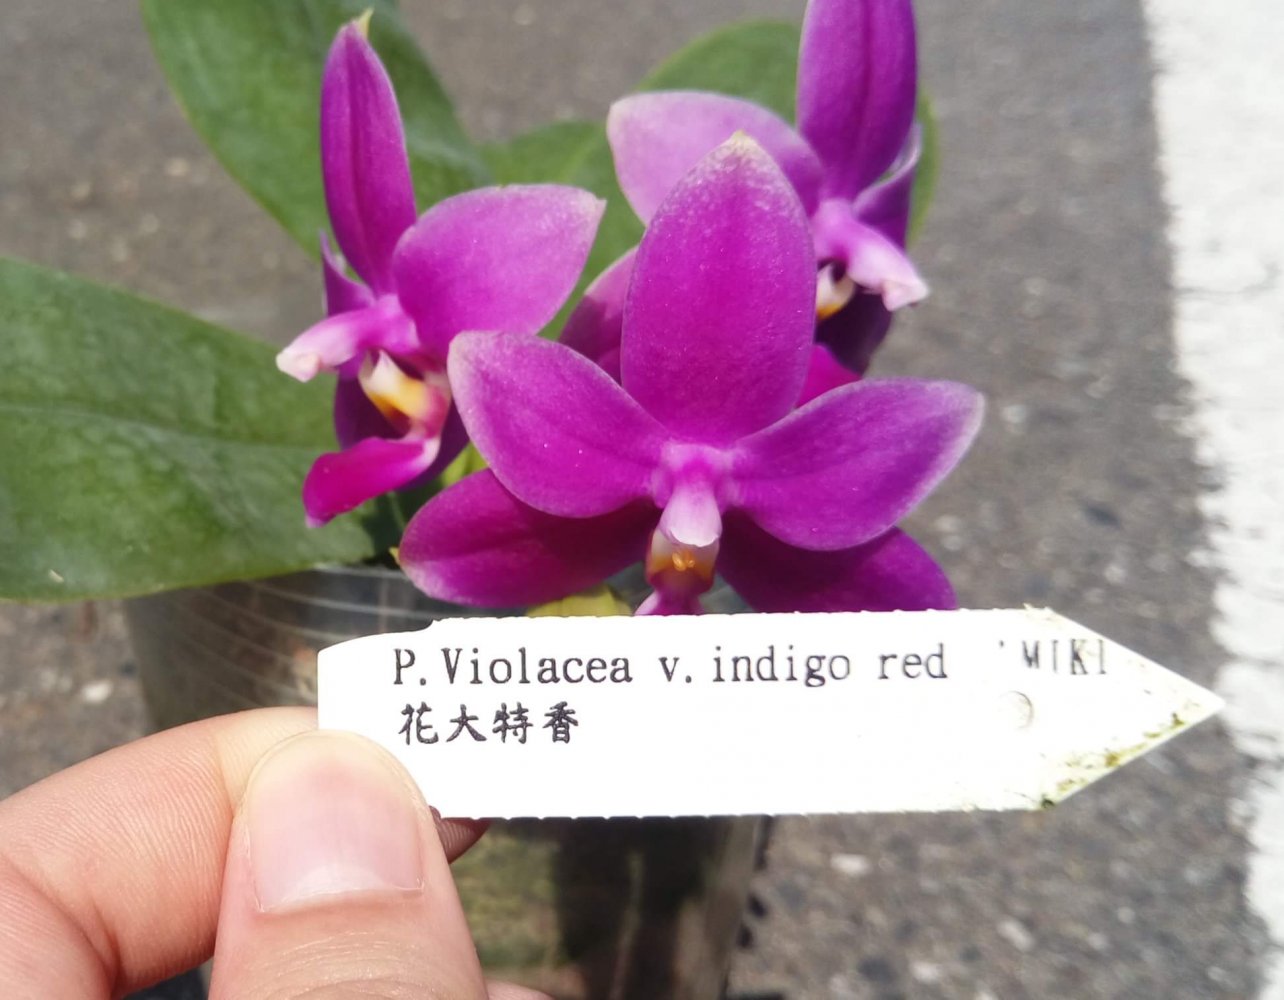 P.Violacea v.indigo red 'MIKI
花大特香